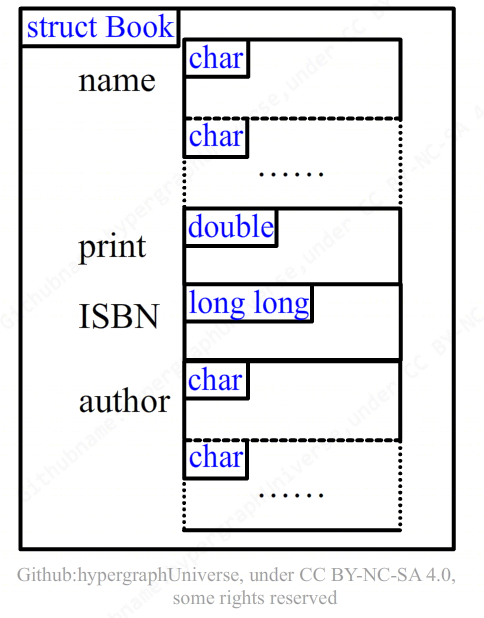 struct Book
char
name
char
......
double
print
long long
ISBN
char
author
char
......
Github:hypergraphUniverse, under CC BY-NC-SA 4.0,
some rights reserved